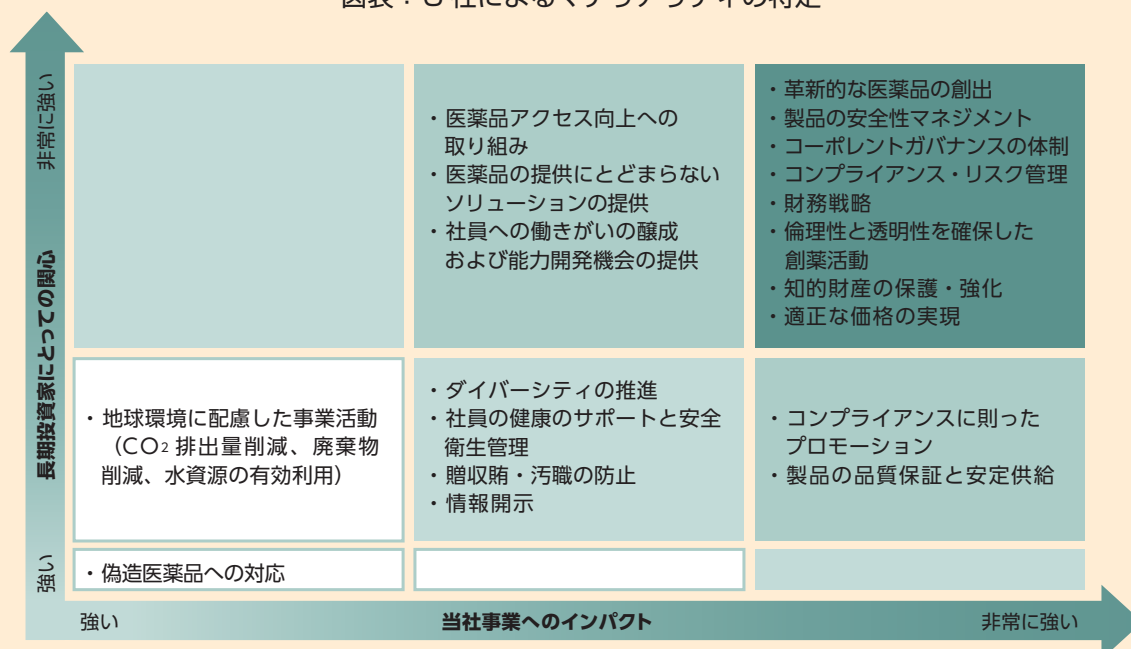 非常に強い
・医薬品アクセス向上への
取り組み
・医薬品の提供にとどまらない
ソリューションの提供
・社員への働きがいの醸成
および能力開発機会の提供
・革新的な医薬品の創出
・製品の安全性マネジメント
・コーポレントガバナンスの体制
・コンプライアンス・リスク管理
・財務戦略
・倫理性と透明性を確保した
創薬活動
・知的財産の保護・強化
・適正な価格の実現
長期投資家にとっての関心
・地球環境に配慮した事業活動
（CO2 排出量削減、廃棄物
削減、水資源の有効利用）
・ダイバーシティの推進
・社員の健康のサポートと安全
衛生管理
・贈収賄・汚職の防止
・情報開示
・コンプライアンスに則った
プロモーション
・製品の品質保証と安定供給
強い
・偽造医薬品への対応
強い
当社事業へのインパクト
非常に強い